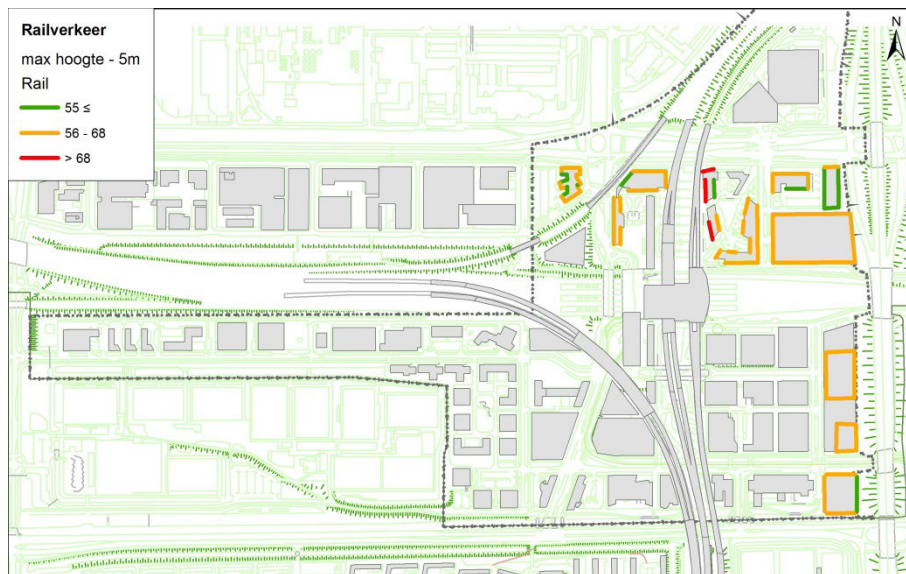 Railverkeer
max hoogte - 5m
Rail
55 ≤
56 - 68
> 68
N